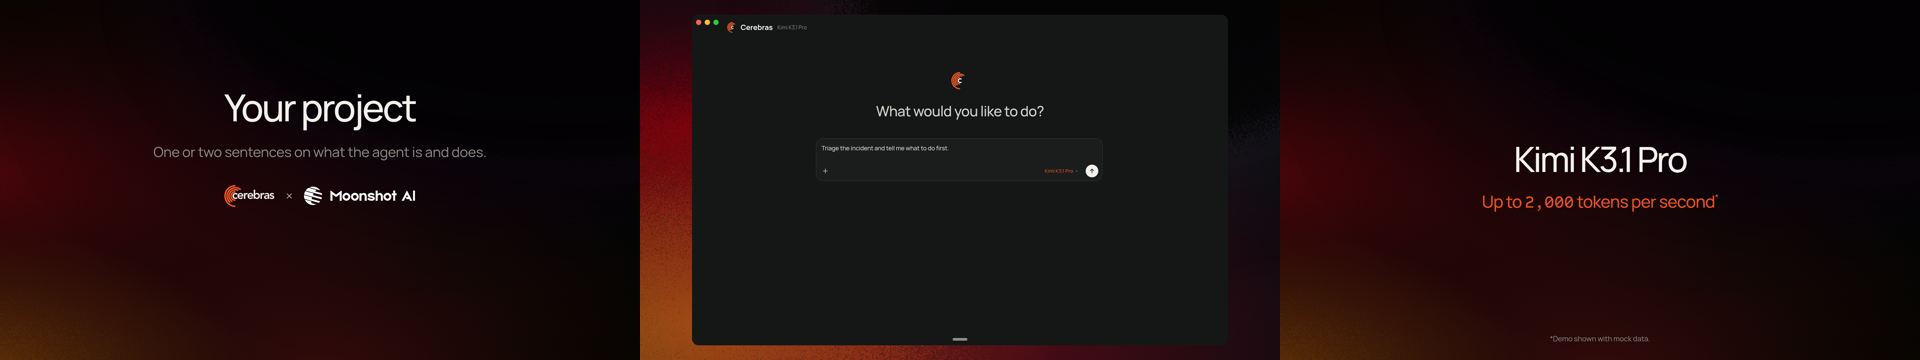 Your project
One or two sentences on what the agent is and does.
cerebras × Moonshot AI
Cerebras Kimi K3.1 Pro
What would you like to do?
Triage the incident and tell me what to do first.
+ Kimi K3.1 Pro
Kimi K3.1 Pro
Up to 2,000 tokens per second*
*Demo shown with mock data.